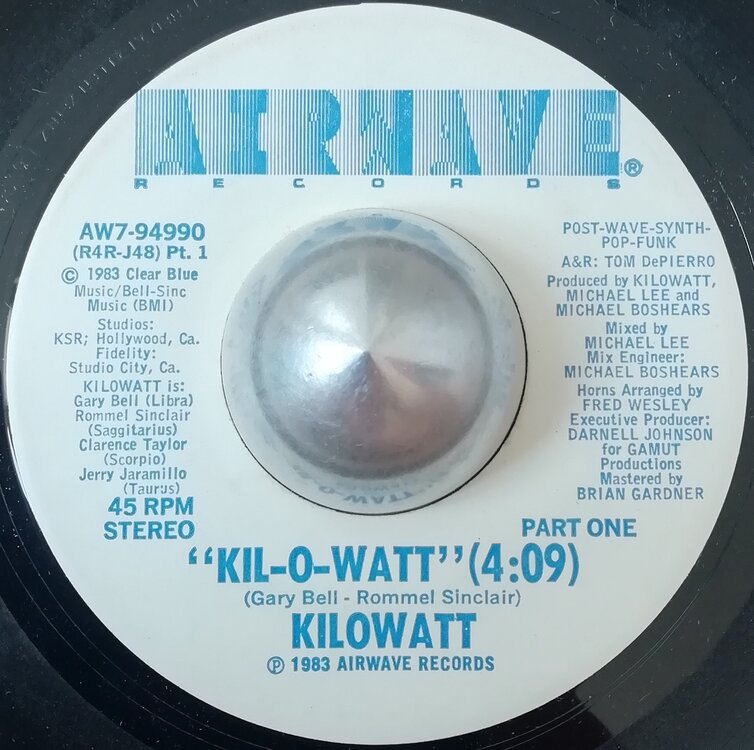 AIRWAVE®
RECORDS
AW7-94990
(R4R-J48) Pt. 1
© 1983 Clear Blue
Music/Bell-Sinc
Music (BMI)
Studios:
KSR; Hollywood, Ca.
Fidelity:
Studio City, Ca.
KILOWATT is:
Gary Bell (Libra)
Rommel Sinclair
(Saggitarius)
Clarence Taylor
(Scorpio)
Jerry Jaramillo
(Taurus)
45 RPM
STEREO
POST-WAVE-SYNTH-
POP-FUNK
A&R: TOM DePIERRO
Produced by KILOWATT,
MICHAEL LEE and
MICHAEL BOSHEARS
Mixed by
MICHAEL LEE
Mix Engineer:
MICHAEL BOSHEARS
Horns Arranged by
FRED WESLEY
Executive Producer:
DARNELL JOHNSON
for GAMUT
Productions
Mastered by
BRIAN GARDNER
PART ONE
“KIL-O-WATT” (4:09)
(Gary Bell - Rommel Sinclair)
KILOWATT
℗ 1983 AIRWAVE RECORDS